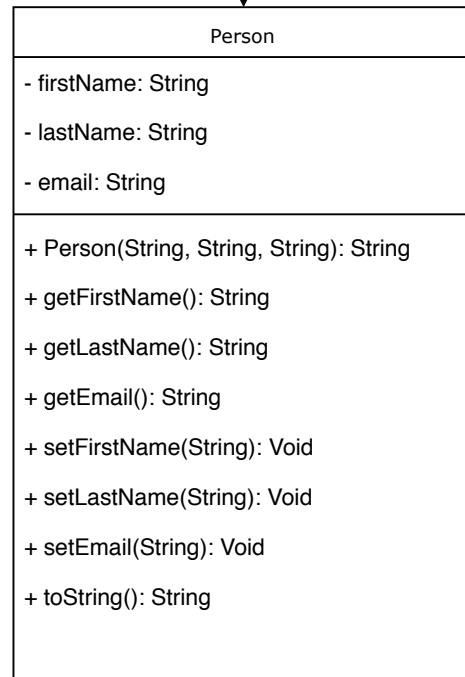 Person
- firstName: String
- lastName: String
- email: String
+ Person(String, String, String): String
+ getFirstName(): String
+ getLastName(): String
+ getEmail(): String
+ setFirstName(String): Void
+ setLastName(String): Void
+ setEmail(String): Void
+ toString(): String